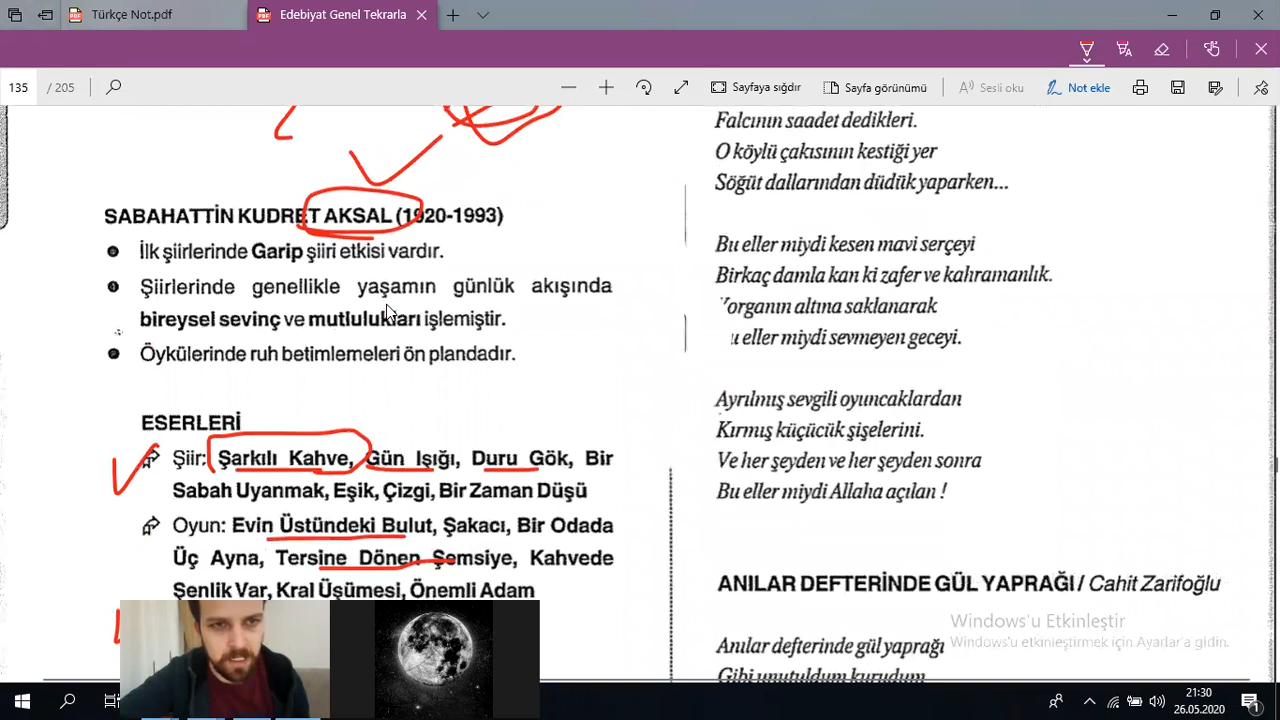 Türkçe Not.pdf
Edebiyat Genel Tekrarla
135 / 205
Sayfaya sığdır
Sayfa görünümü
Sesli oku
Not ekle
SABAHATTİN KUDRET AKSAL (1920-1993)
İlk şiirlerinde Garip şiiri etkisi vardır.
Şiirlerinde genellikle yaşamın günlük akışında
bireysel sevinç ve mutlulukları işlemiştir.
Öykülerinde ruh betimlemeleri ön plandadır.
ESERLERİ
Şiir: Şarkılı Kahve, Gün Işığı, Duru Gök, Bir
Sabah Uyanmak, Eşik, Çizgi, Bir Zaman Düşü
Oyun: Evin Üstündeki Bulut, Şakacı, Bir Odada
Üç Ayna, Tersine Dönen Şemsiye, Kahvede
Şenlik Var, Kral Üşümesi, Önemli Adam
Falcının saadet dedikleri.
O köylü çakısının kestiği yer
Söğüt dallarından düdük yaparken...
Bu eller miydi kesen mavi serçeyi
Birkaç damla kan ki zafer ve kahramanlık.
Yorganın altına saklanarak
u eller miydi sevmeyen geceyi.
Ayrılmış sevgili oyuncaklardan
Kırmış küçücük şişelerini.
Ve her şeyden ve her şeyden sonra
Bu eller miydi Allaha açılan !
ANILAR DEFTERİNDE GÜL YAPRAĞI / Cahit Zarifoğlu
Anılar defterinde gül yaprağı
Gibi unutuldum kurudum
Windows'u Etkinleştir
Windows'u etkinleştirmek için Ayarlar'a gidin.
21:30
26.05.2020
1